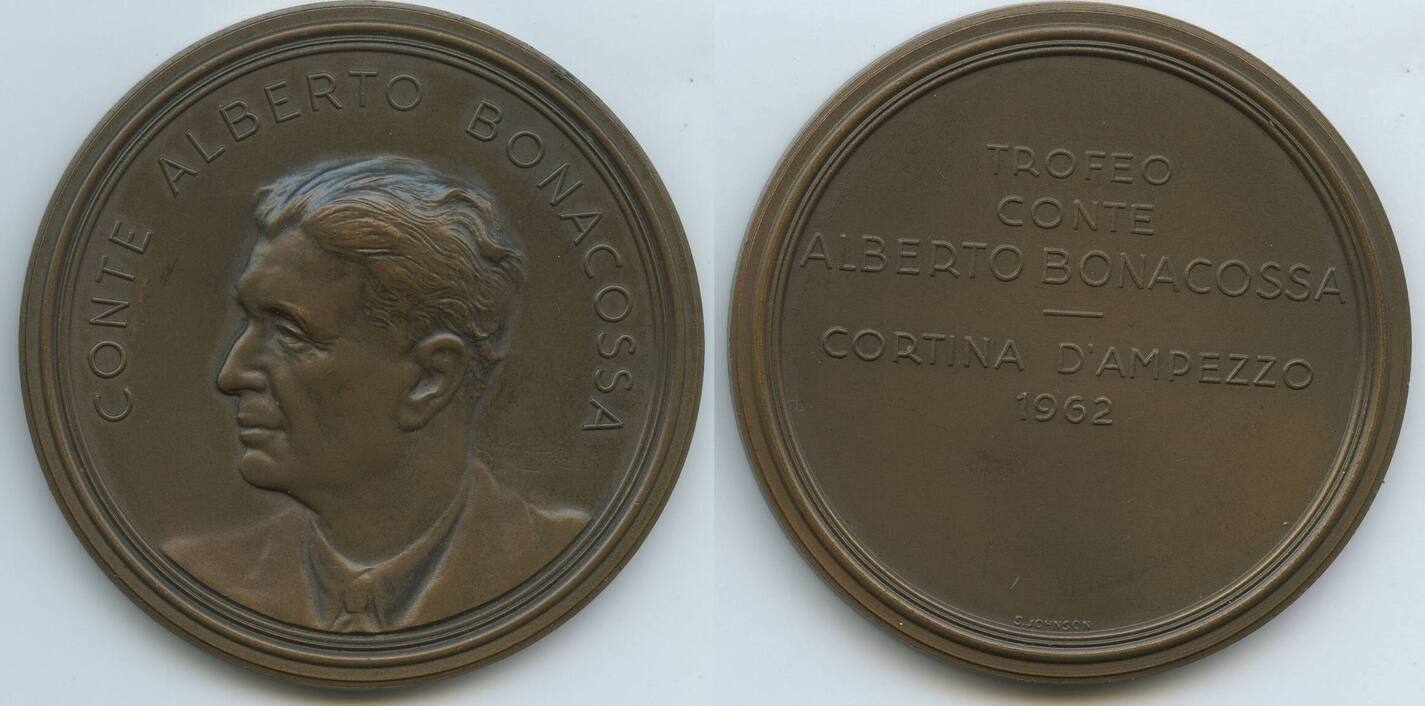 CONTE ALBERTO BONACOSSA
TROFEO
CONTE
ALBERTO BONACOSSA
CORTINA D'AMPEZZO
1962
S.JOHNSON